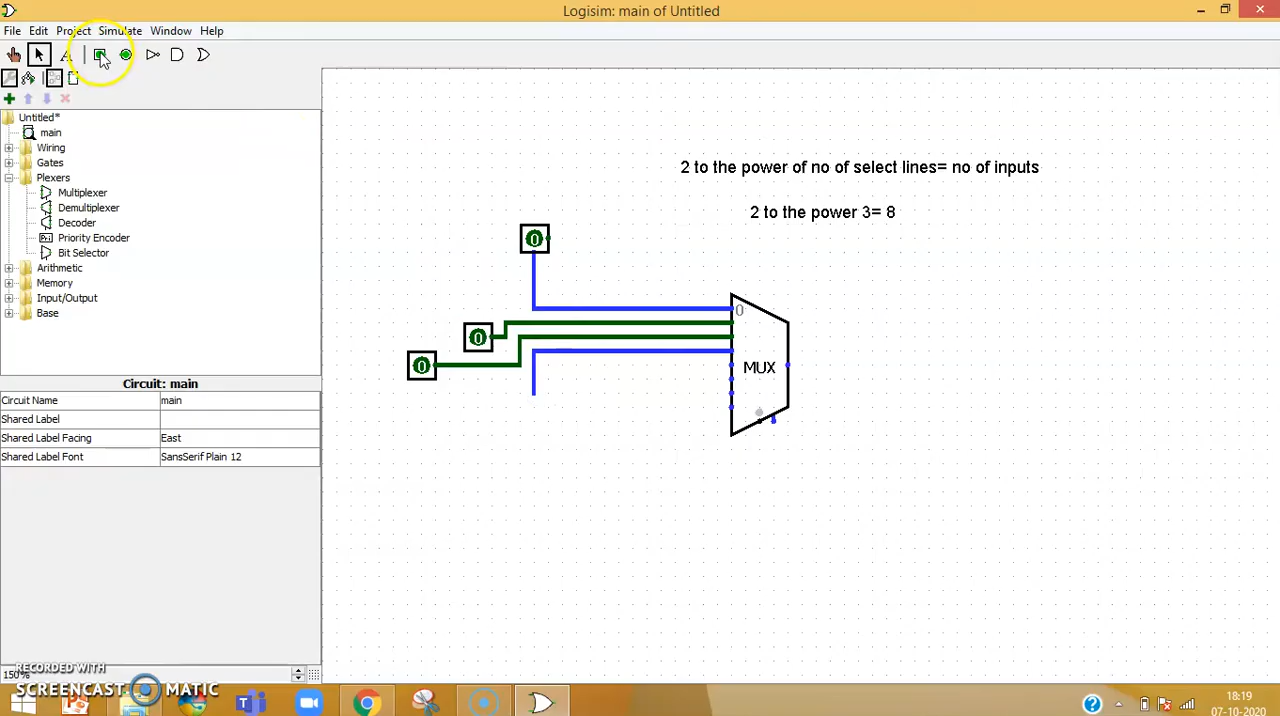 Logisim: main of Untitled
File Edit Project Simulate Window Help
A
Untitled*
main
Wiring
Gates
Plexers
Multiplexer
Demultiplexer
Decoder
Pri Priority Encoder
Bit Selector
Arithmetic
Memory
Input/Output
Base
Circuit: main
Circuit Name main
Shared Label
Shared Label Facing East
Shared Label Font SansSerif Plain 12
2 to the power of no of select lines= no of inputs
2 to the power 3= 8
0
0
0
0
MUX
150%
RECORDED WITH
SCREENCAST MATIC
18:19
07-10-2020